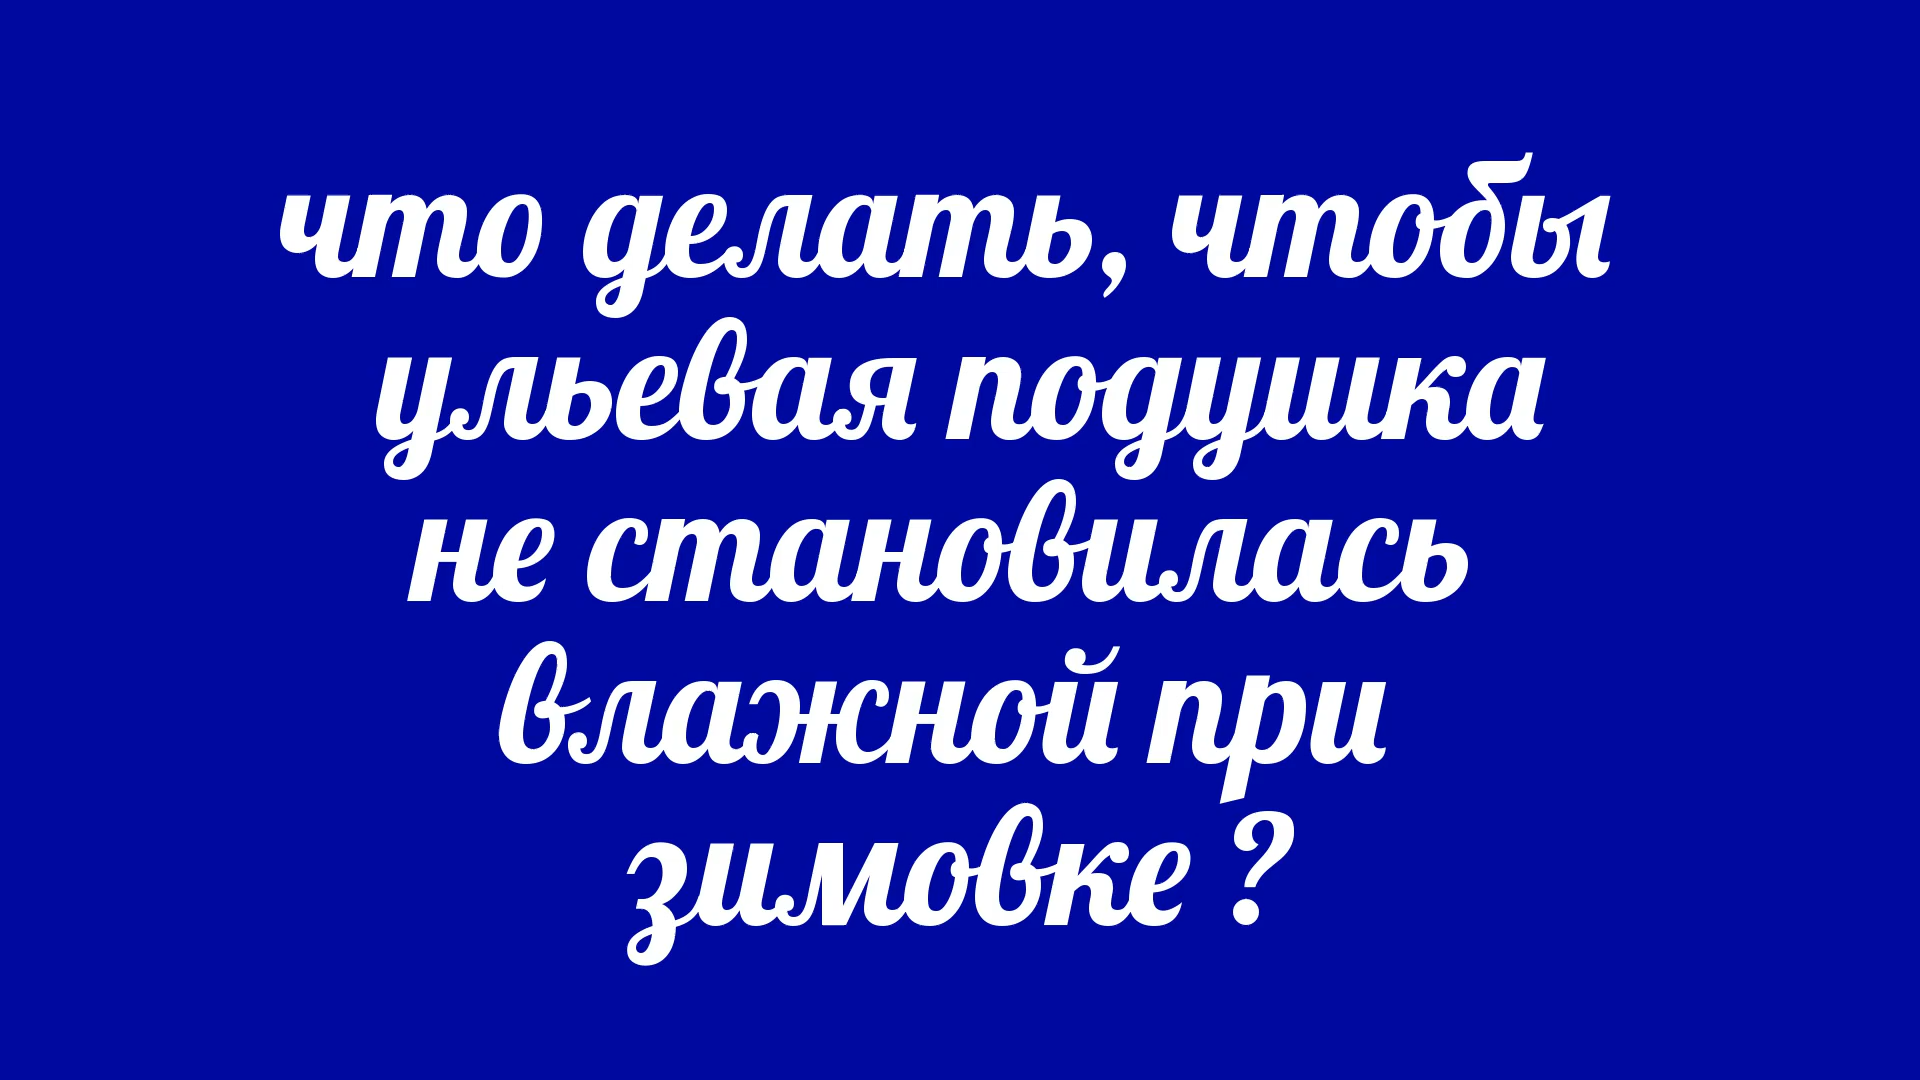 что делать, чтобы
ульевая подушка
не становилась
влажной при
зимовке ?